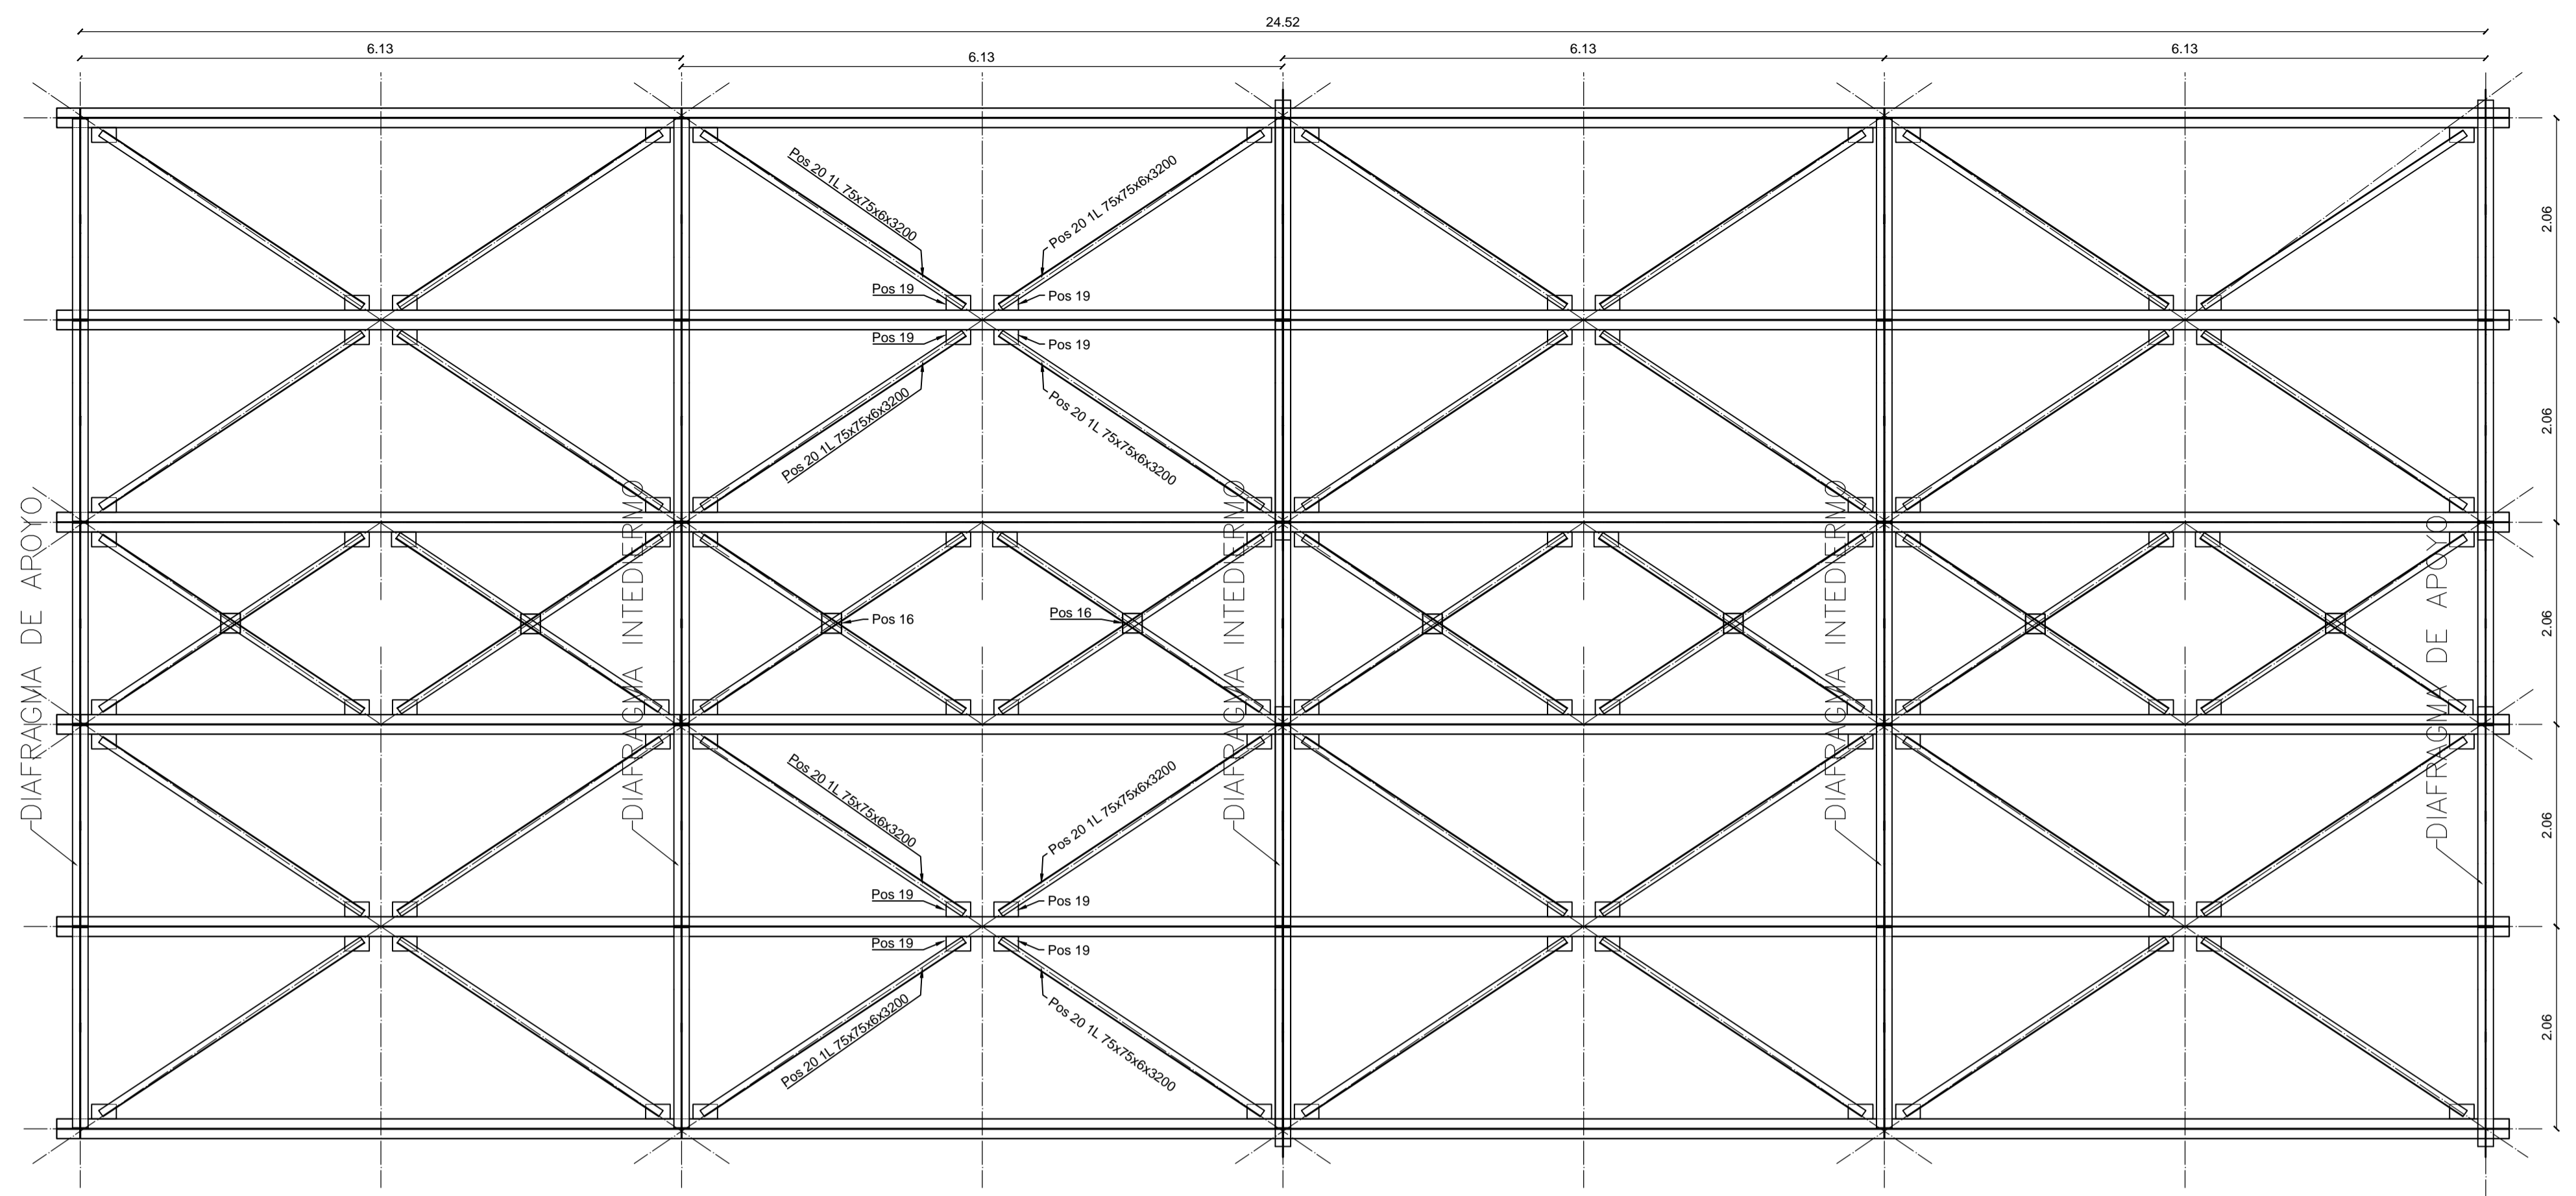 24.52
6.13
6.13
6.13
6.13
Pos 20 1L 75x75x6x3200
Pos 20 1L 75x75x6x3200
2.06
Pos 19
Pos 19
Pos 19
Pos 19
Pos 20 1L 75x75x6x3200
Pos 20 1L 75x75x6x3200
2.06
DIAFRAGMA DE APOYO
DIAFRAGMA INTEDIERMO
DIAFRAGMA INTEDIERMO
DIAFRAGMA INTEDIERMO
DIAFRAGMA DE APOYO
Pos 16
Pos 16
2.06
Pos 20 1L 75x75x6x3200
Pos 20 1L 75x75x6x3200
2.06
Pos 19
Pos 19
Pos 19
Pos 19
Pos 20 1L 75x75x6x3200
Pos 20 1L 75x75x6x3200
2.06